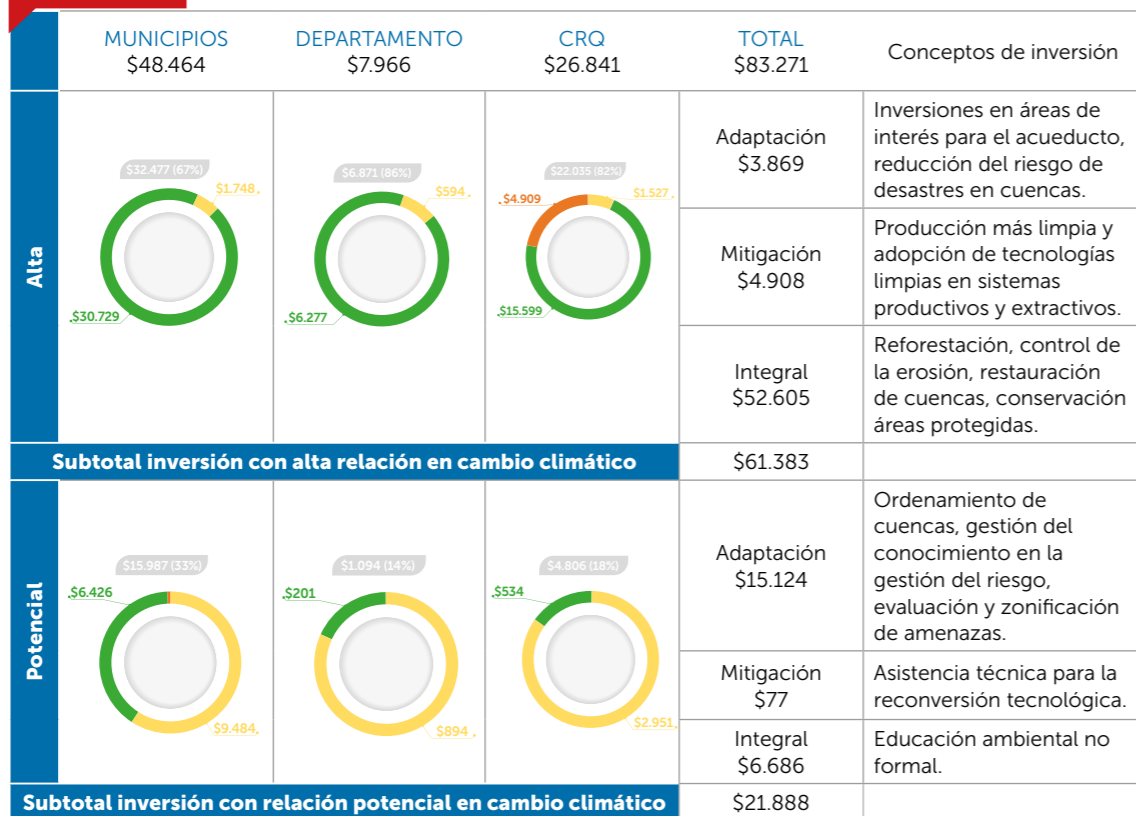 MUNICIPIOS
$48.464
DEPARTAMENTO
$7.966
CRQ
$26.841
TOTAL
$83.271
Conceptos de inversión
Alta
$32.477 (67%)
$1.748
$30.729
$6.871 (86%)
$594
$6.277
$22.035 (82%)
$4.909
$1.527
$15.599
Adaptación
$3.869
Inversiones en áreas de
interés para el acueducto,
reducción del riesgo de
desastres en cuencas.
Mitigación
$4.908
Producción más limpia y
adopción de tecnologías
limpias en sistemas
productivos y extractivos.
Integral
$52.605
Reforestación, control de
la erosión, restauración
de cuencas, conservación
áreas protegidas.
Subtotal inversión con alta relación en cambio climático
$61.383
Potencial
$15.987 (33%)
$6.426
$9.484
$1.094 (14%)
$201
$894
$4.806 (18%)
$534
$2.951
Adaptación
$15.124
Ordenamiento de
cuencas, gestión del
conocimiento en la
gestión del riesgo,
evaluación y zonificación
de amenazas.
Mitigación
$77
Asistencia técnica para la
reconversión tecnológica.
Integral
$6.686
Educación ambiental no
formal.
Subtotal inversión con relación potencial en cambio climático
$21.888